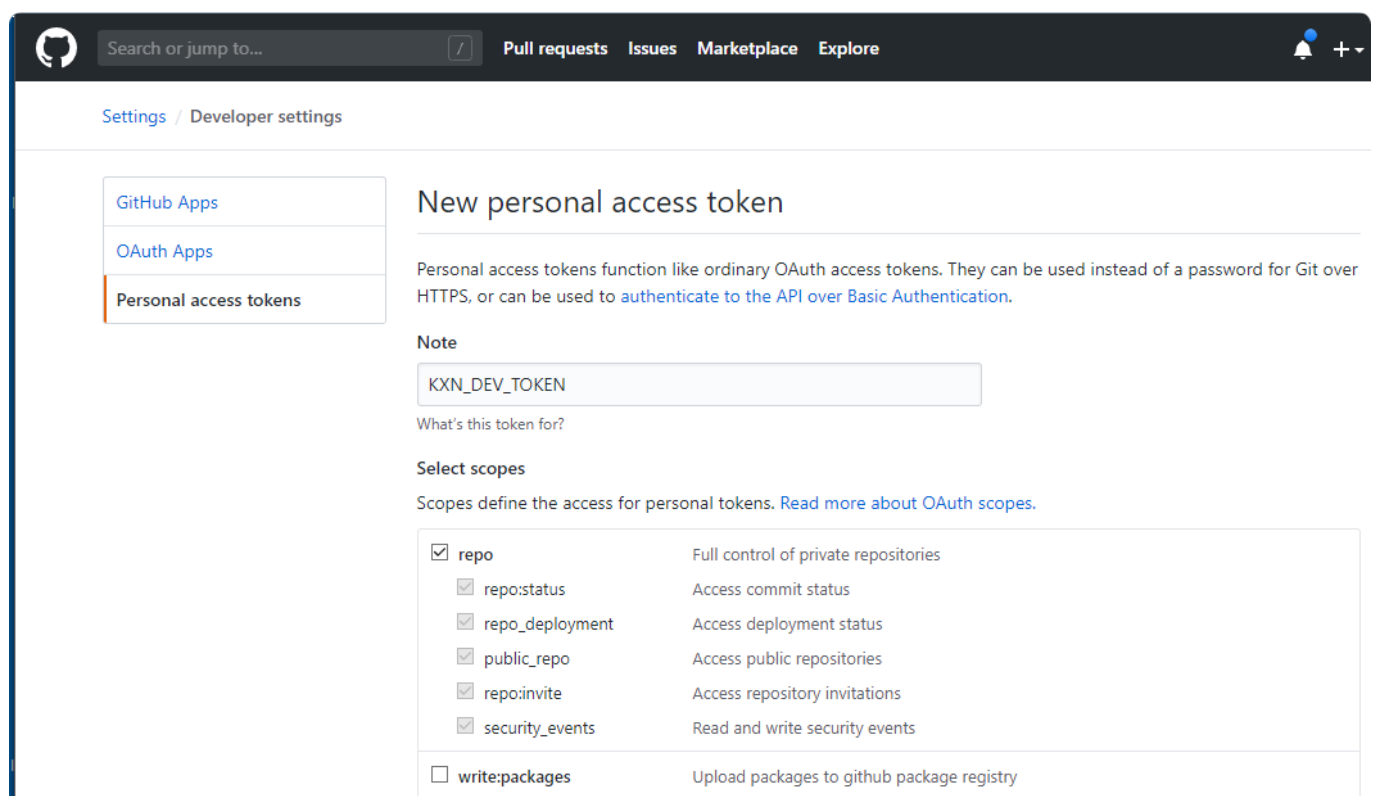 Search or jump to... / Pull requests Issues Marketplace Explore
Settings / Developer settings
GitHub Apps
OAuth Apps
Personal access tokens
New personal access token
Personal access tokens function like ordinary OAuth access tokens. They can be used instead of a password for Git over
HTTPS, or can be used to authenticate to the API over Basic Authentication.
Note
KXN_DEV_TOKEN
What's this token for?
Select scopes
Scopes define the access for personal tokens. Read more about OAuth scopes.
repo Full control of private repositories
repo:status Access commit status
repo_deployment Access deployment status
public_repo Access public repositories
repo:invite Access repository invitations
security_events Read and write security events
write:packages Upload packages to github package registry